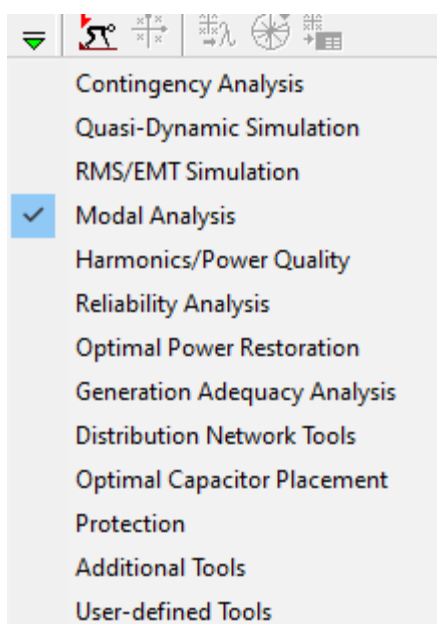 Contingency Analysis
Quasi-Dynamic Simulation
RMS/EMT Simulation
Modal Analysis
Harmonics/Power Quality
Reliability Analysis
Optimal Power Restoration
Generation Adequacy Analysis
Distribution Network Tools
Optimal Capacitor Placement
Protection
Additional Tools
User-defined Tools